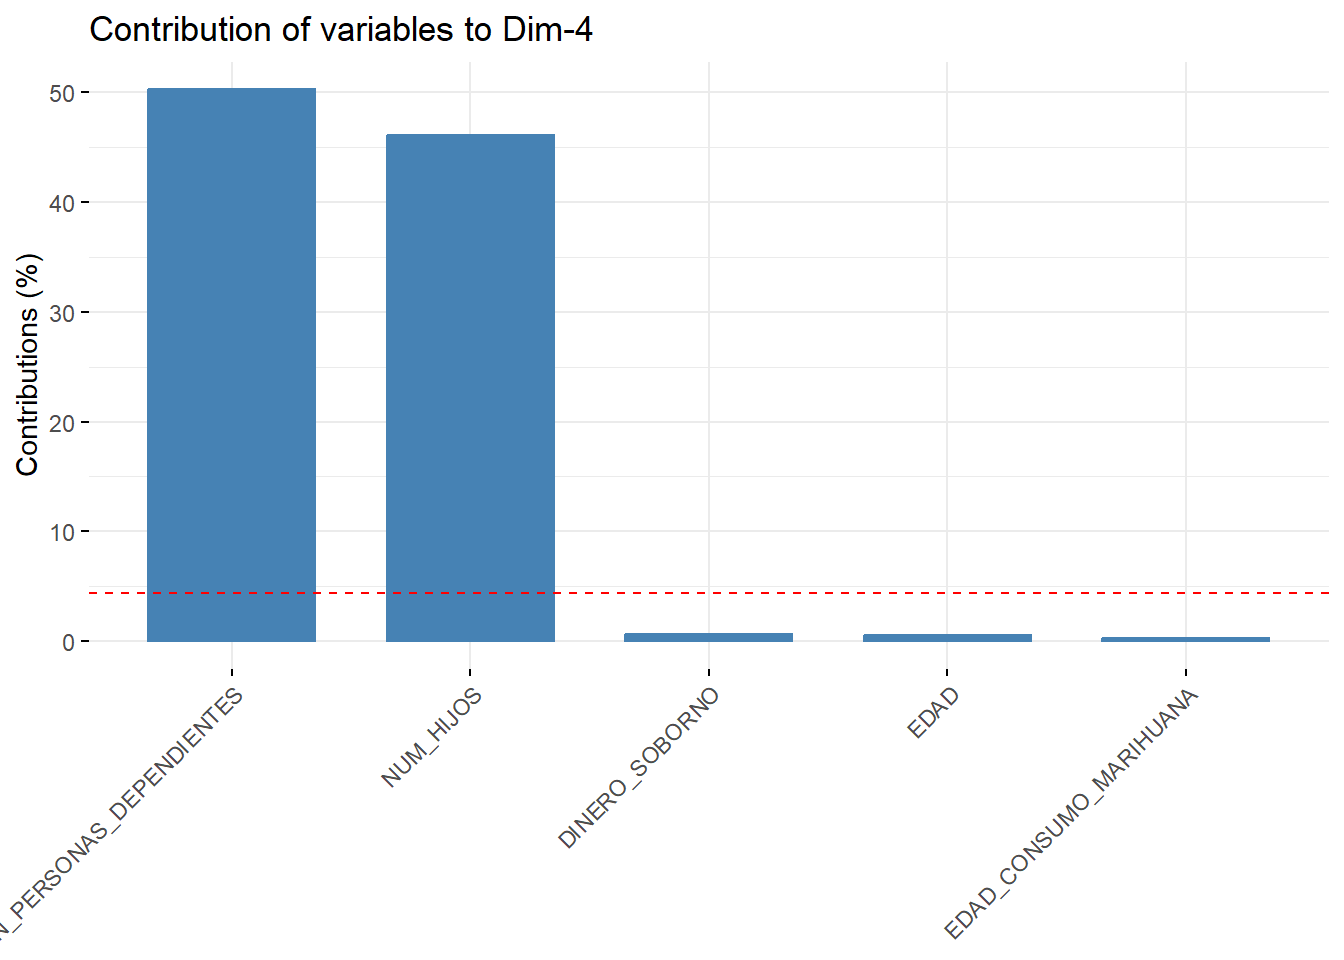 Contribution of variables to Dim-4
Contributions (%)
50
40
30
20
10
0
N_PERSONAS_DEPENDIENTES
NUM_HIJOS
DINERO_SOBORNO
EDAD
EDAD_CONSUMO_MARIHUANA